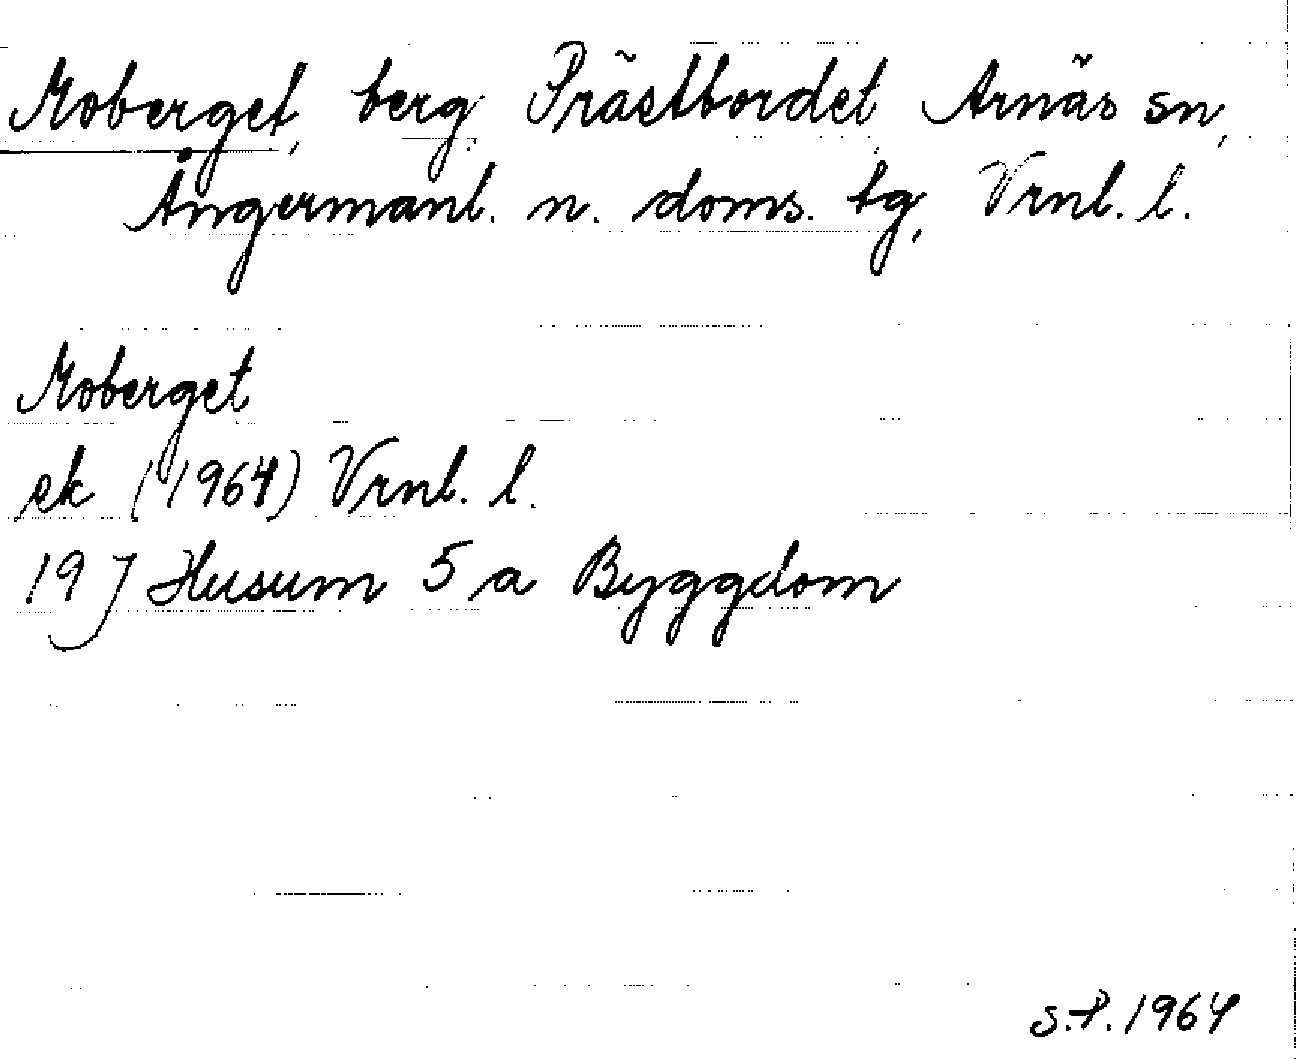 Moberget, berg, Prästbordet, Arnäs sn,
Ångermanl. n. doms. tg, Vrnl. l.
Moberget
ek (1964) Vrnl. l.
19 J Husum 5 a Byggdom
S.P. 1964